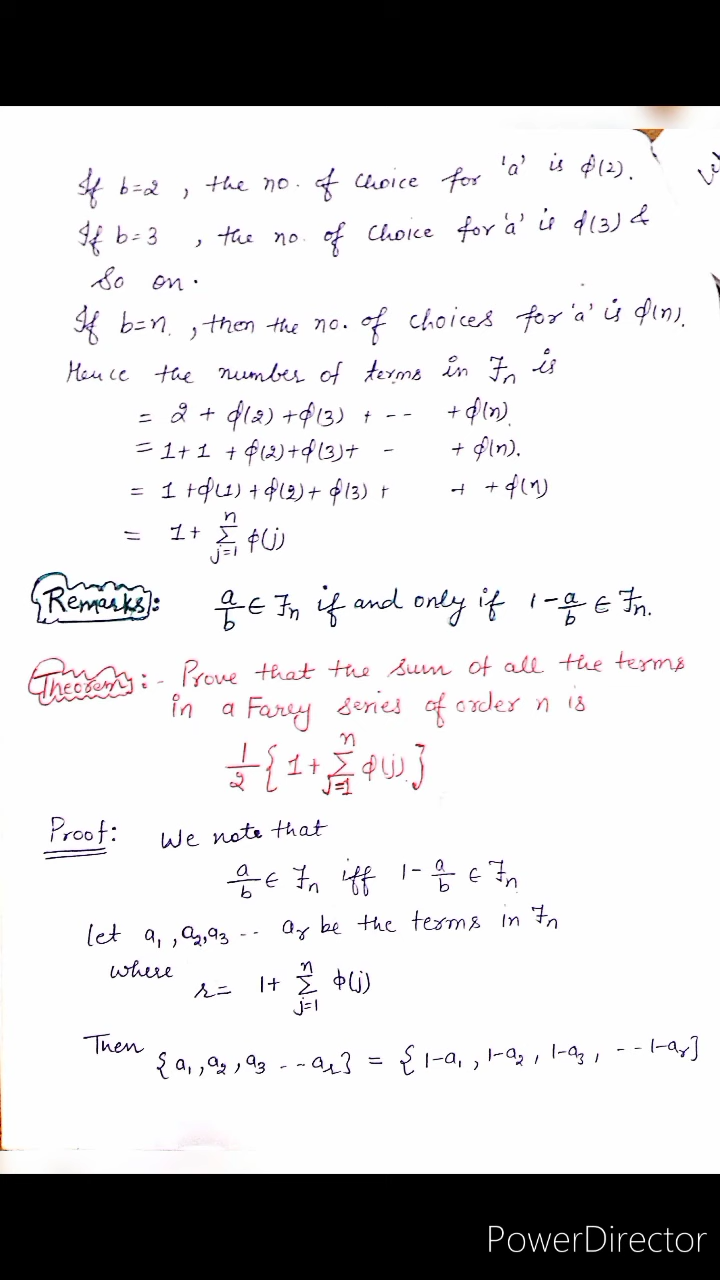 If b=2 , the no. of choice for 'a' is φ(2).
If b=3 , the no. of choice for 'a' is φ(3) &
So on.
If b=n , then the no. of choices for 'a' is φ(n).
Hence the number of terms in Fn is
= 2 + φ(2) + φ(3) + -- + φ(n)
= 1+1 + φ(2)+φ(3)+ - + φ(n).
= 1 + φ(1) + φ(2) + φ(3) + + + φ(n)
= 1 + n∑j=1 φ(j)
Remarks: a/b ∈ Fn if and only if 1 - a/b ∈ Fn.
Theorem :- Prove that the sum of all the terms
in a Farey series of order n is
1/2 { 1 + n∑j=1 φ(j) }
Proof: We note that
a/b ∈ Fn iff 1 - a/b ∈ Fn
let a1, a2, a3 -- ar be the terms in Fn
where r = 1 + n∑j=1 φ(j)
Then {a1, a2, a3 -- ar} = {1-a1, 1-a2, 1-a3, -- 1-ar}
PowerDirector